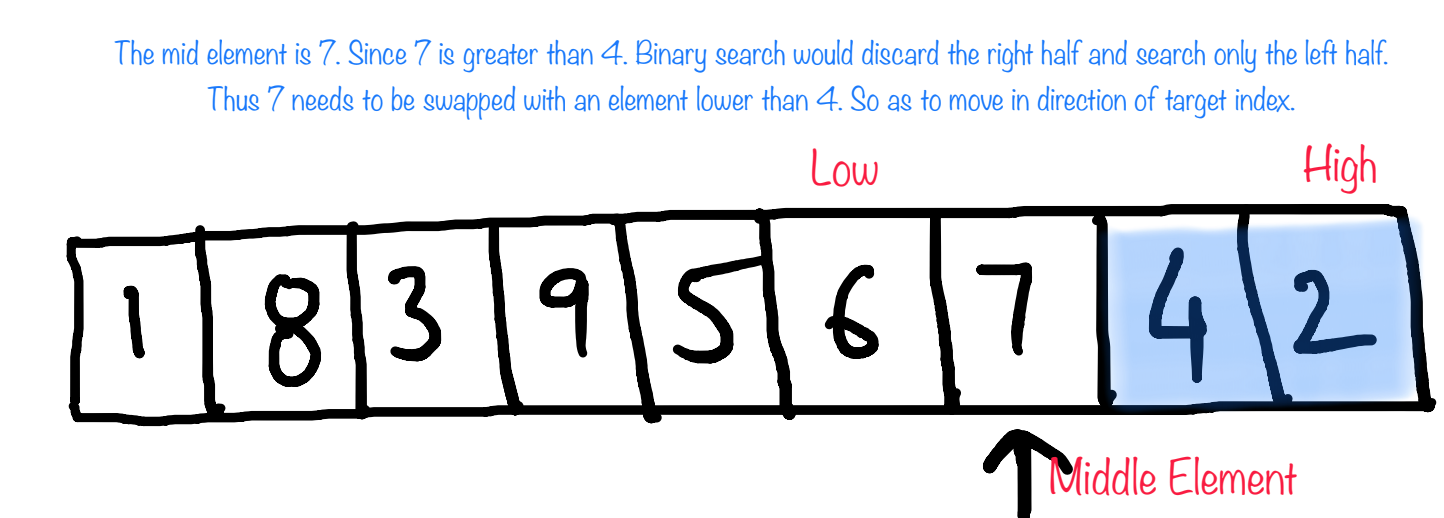 The mid element is 7. Since 7 is greater than 4. Binary search would discard the right half and search only the left half.
Thus 7 needs to be swapped with an element lower than 4. So as to move in direction of target index.
Low High
1 8 3 9 5 6 7 4 2
Middle Element